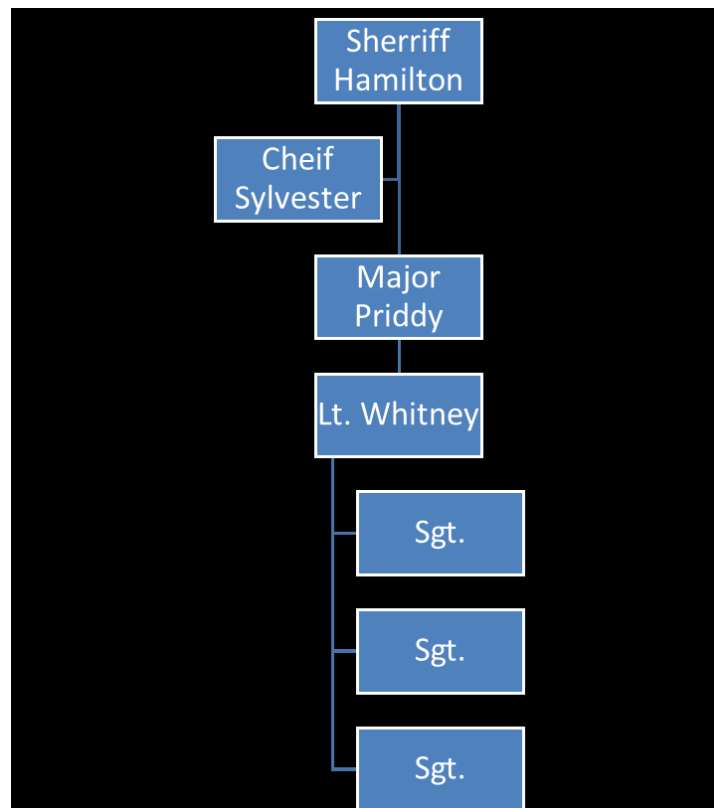 Sherriff
Hamilton
Cheif
Sylvester
Major
Priddy
Lt. Whitney
Sgt.
Sgt.
Sgt.